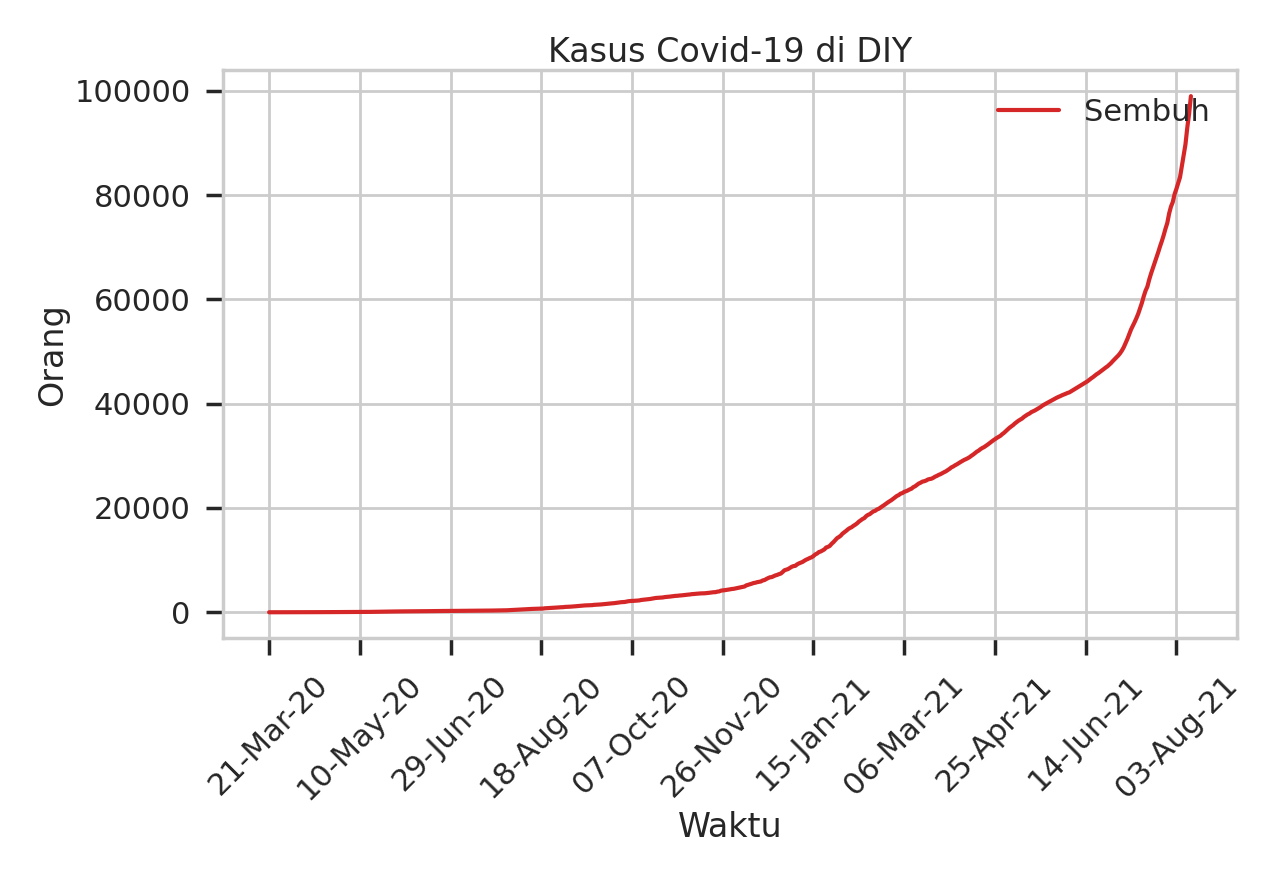 Kasus Covid-19 di DIY
Sembuh
100000
80000
60000
40000
20000
0
Orang
21-Mar-20
10-May-20
29-Jun-20
18-Aug-20
07-Oct-20
26-Nov-20
15-Jan-21
06-Mar-21
25-Apr-21
14-Jun-21
03-Aug-21
Waktu